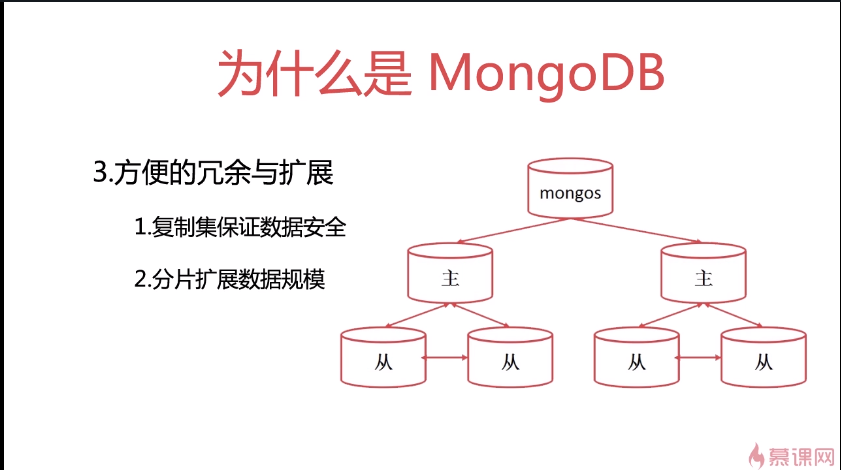 为什么是 MongoDB
3.方便的冗余与扩展
1.复制集保证数据安全
2.分片扩展数据规模
mongos
主
主
从
从
从
从
慕课网